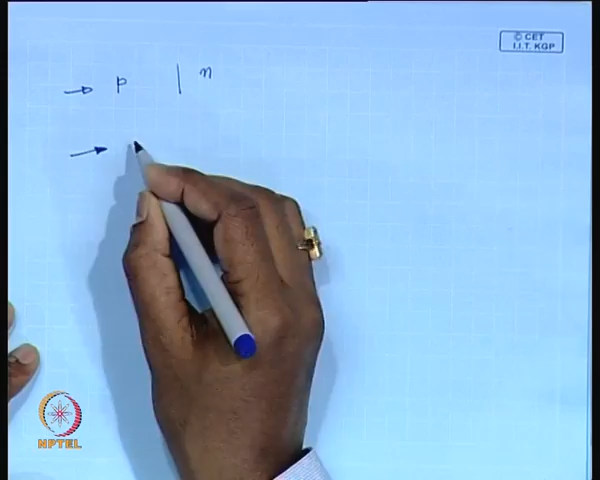 © CET
I.I.T. KGP
→ p | n
→
NPTEL